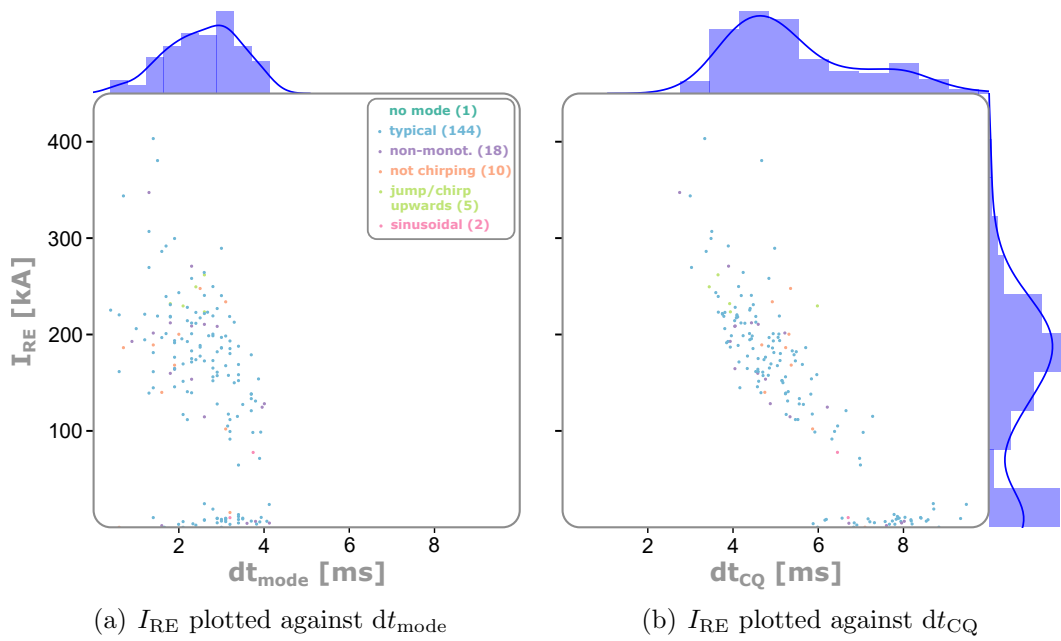 no mode (1)
typical (144)
non-monot. (18)
not chirping (10)
jump/chirp
upwards (5)
sinusoidal (2)
400
300
200
100
I_RE [kA]
2 4 6 8
dt_mode [ms]
2 4 6 8
dt_CQ [ms]
(a) I_RE plotted against dt_mode
(b) I_RE plotted against dt_CQ